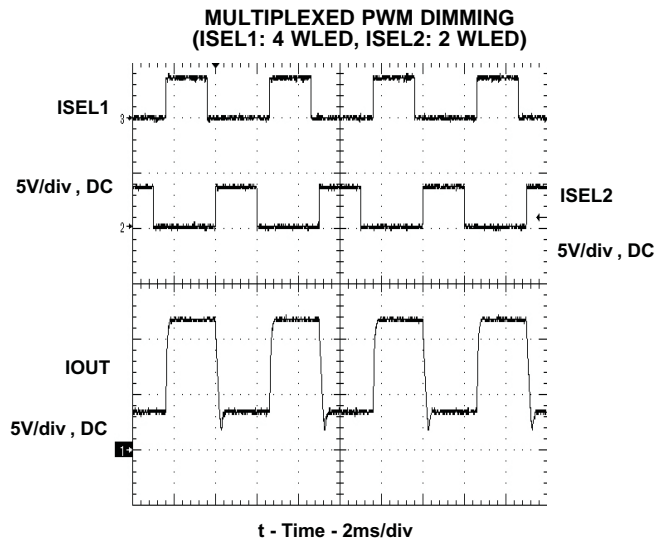 MULTIPLEXED PWM DIMMING
(ISEL1: 4 WLED, ISEL2: 2 WLED)
ISEL1
3
5V/div , DC
ISEL2
2
5V/div , DC
IOUT
5V/div , DC
1
t - Time - 2ms/div